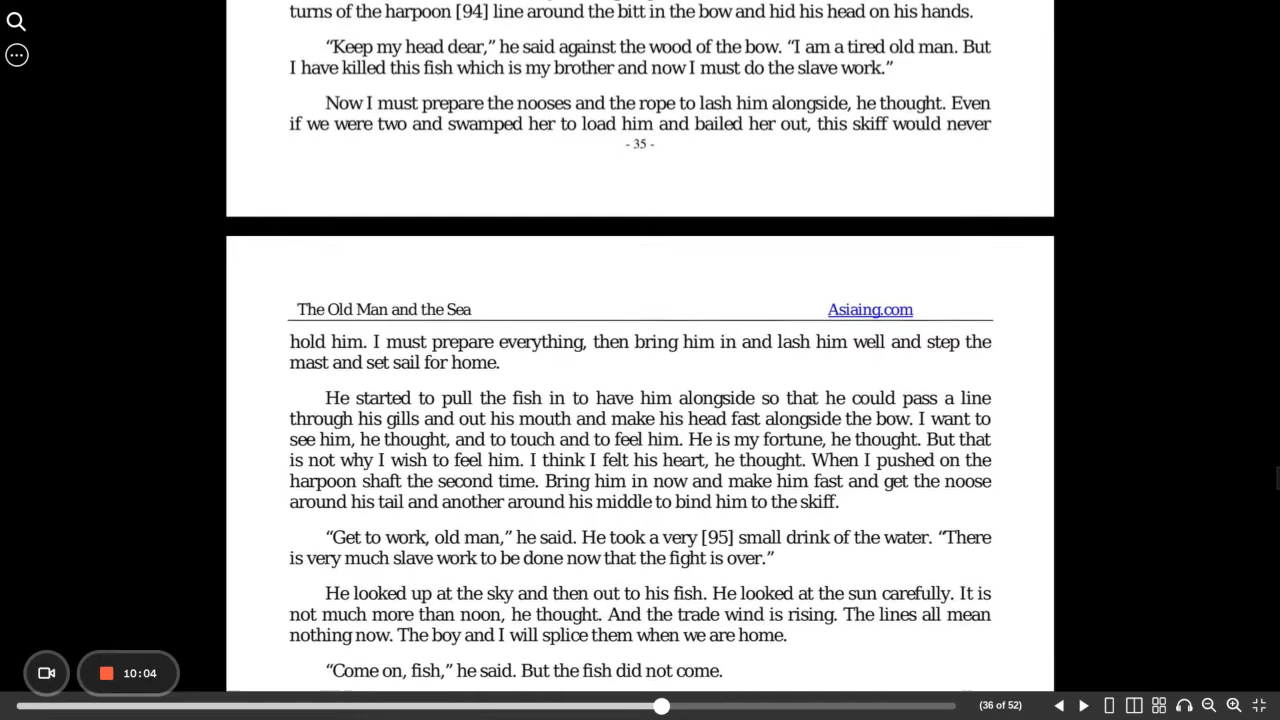 turns of the harpoon [94] line around the bitt in the bow and hid his head on his hands.
“Keep my head dear,” he said against the wood of the bow. “I am a tired old man. But
I have killed this fish which is my brother and now I must do the slave work.”
Now I must prepare the nooses and the rope to lash him alongside, he thought. Even
if we were two and swamped her to load him and bailed her out, this skiff would never
- 35 -
The Old Man and the Sea Asiaing.com
hold him. I must prepare everything, then bring him in and lash him well and step the
mast and set sail for home.
He started to pull the fish in to have him alongside so that he could pass a line
through his gills and out his mouth and make his head fast alongside the bow. I want to
see him, he thought, and to touch and to feel him. He is my fortune, he thought. But that
is not why I wish to feel him. I think I felt his heart, he thought. When I pushed on the
harpoon shaft the second time. Bring him in now and make him fast and get the noose
around his tail and another around his middle to bind him to the skiff.
“Get to work, old man,” he said. He took a very [95] small drink of the water. “There
is very much slave work to be done now that the fight is over.”
He looked up at the sky and then out to his fish. He looked at the sun carefully. It is
not much more than noon, he thought. And the trade wind is rising. The lines all mean
nothing now. The boy and I will splice them when we are home.
“Come on, fish,” he said. But the fish did not come.
10:04
(36 of 52)